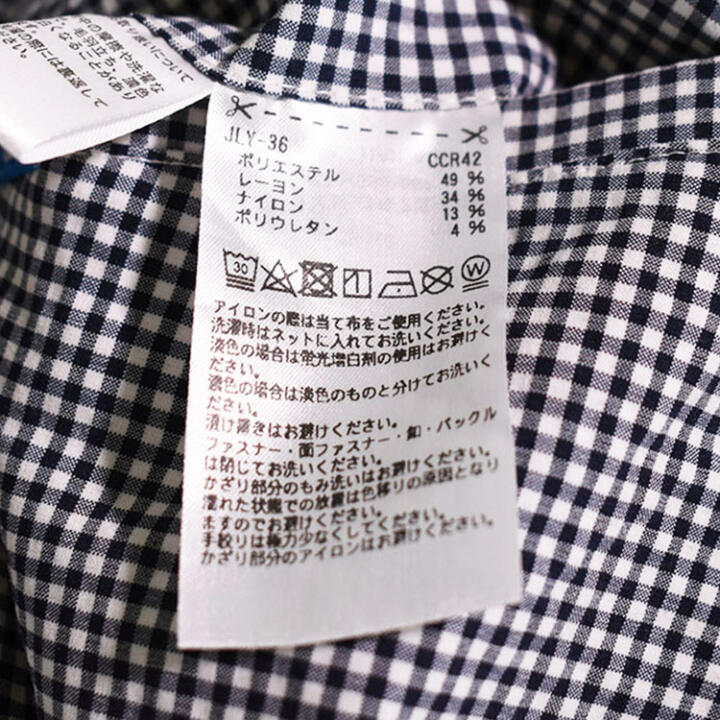 JLY-36 CCR42
ポリエステル 49 %
レーヨン 34 %
ナイロン 13 %
ポリウレタン 4 %
30 W
アイロンの際は当て布をご使用ください。
洗濯時はネットに入れてお洗いください。
淡色の場合は蛍光増白剤の使用はお避けく
ださい。
濃色の場合は淡色のものと分けてお洗いく
ださい。
漬け置きはお避けください。
ファスナー・面ファスナー・釦・バックル
は閉じてお洗いください。
かざり部分のもみ洗いはお避けください。
濡れた状態での放置は色移りの原因となり
ますのでお避けください。
手絞りは極力少なくしてください。
かざり部分のアイロンはお避けください。